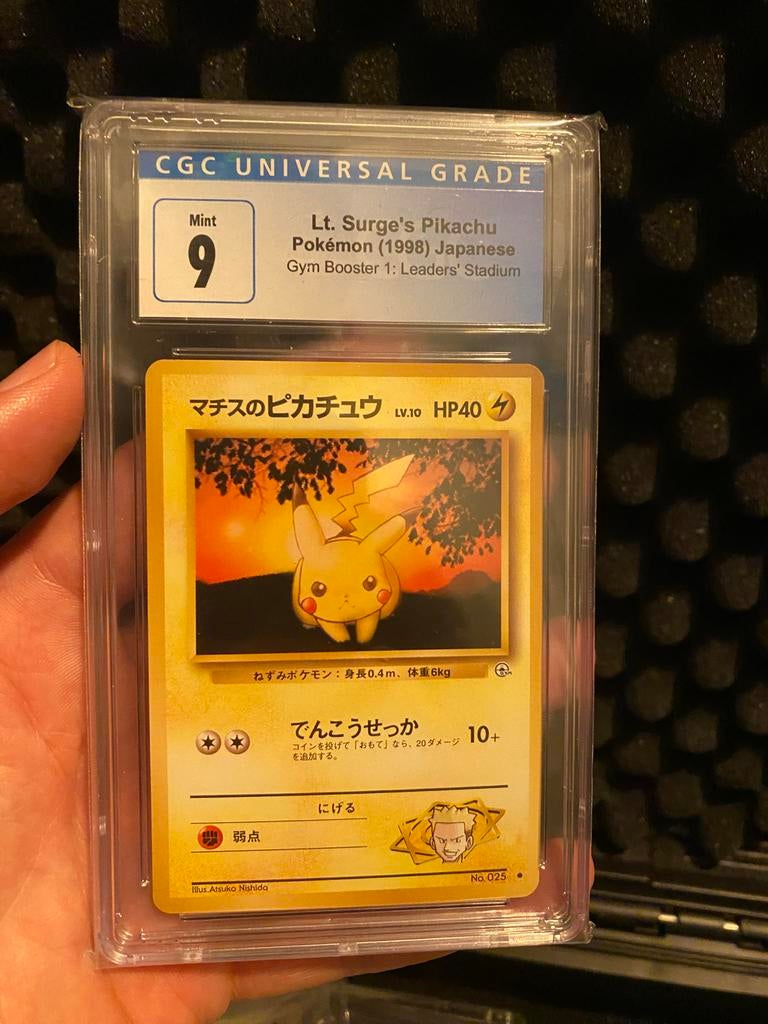 CGC UNIVERSAL GRADE
Mint
9
Lt. Surge's Pikachu
Pokémon (1998) Japanese
Gym Booster 1: Leaders' Stadium
マチスのピカチュウ LV.10 HP40
ねずみポケモン：身長0.4m、体重6kg
でんこうせっか 10+
コインを投げて「おもて」なら、20ダメージ
を追加する。
にげる
弱点
Illus. Atsuko Nishida
No. 025